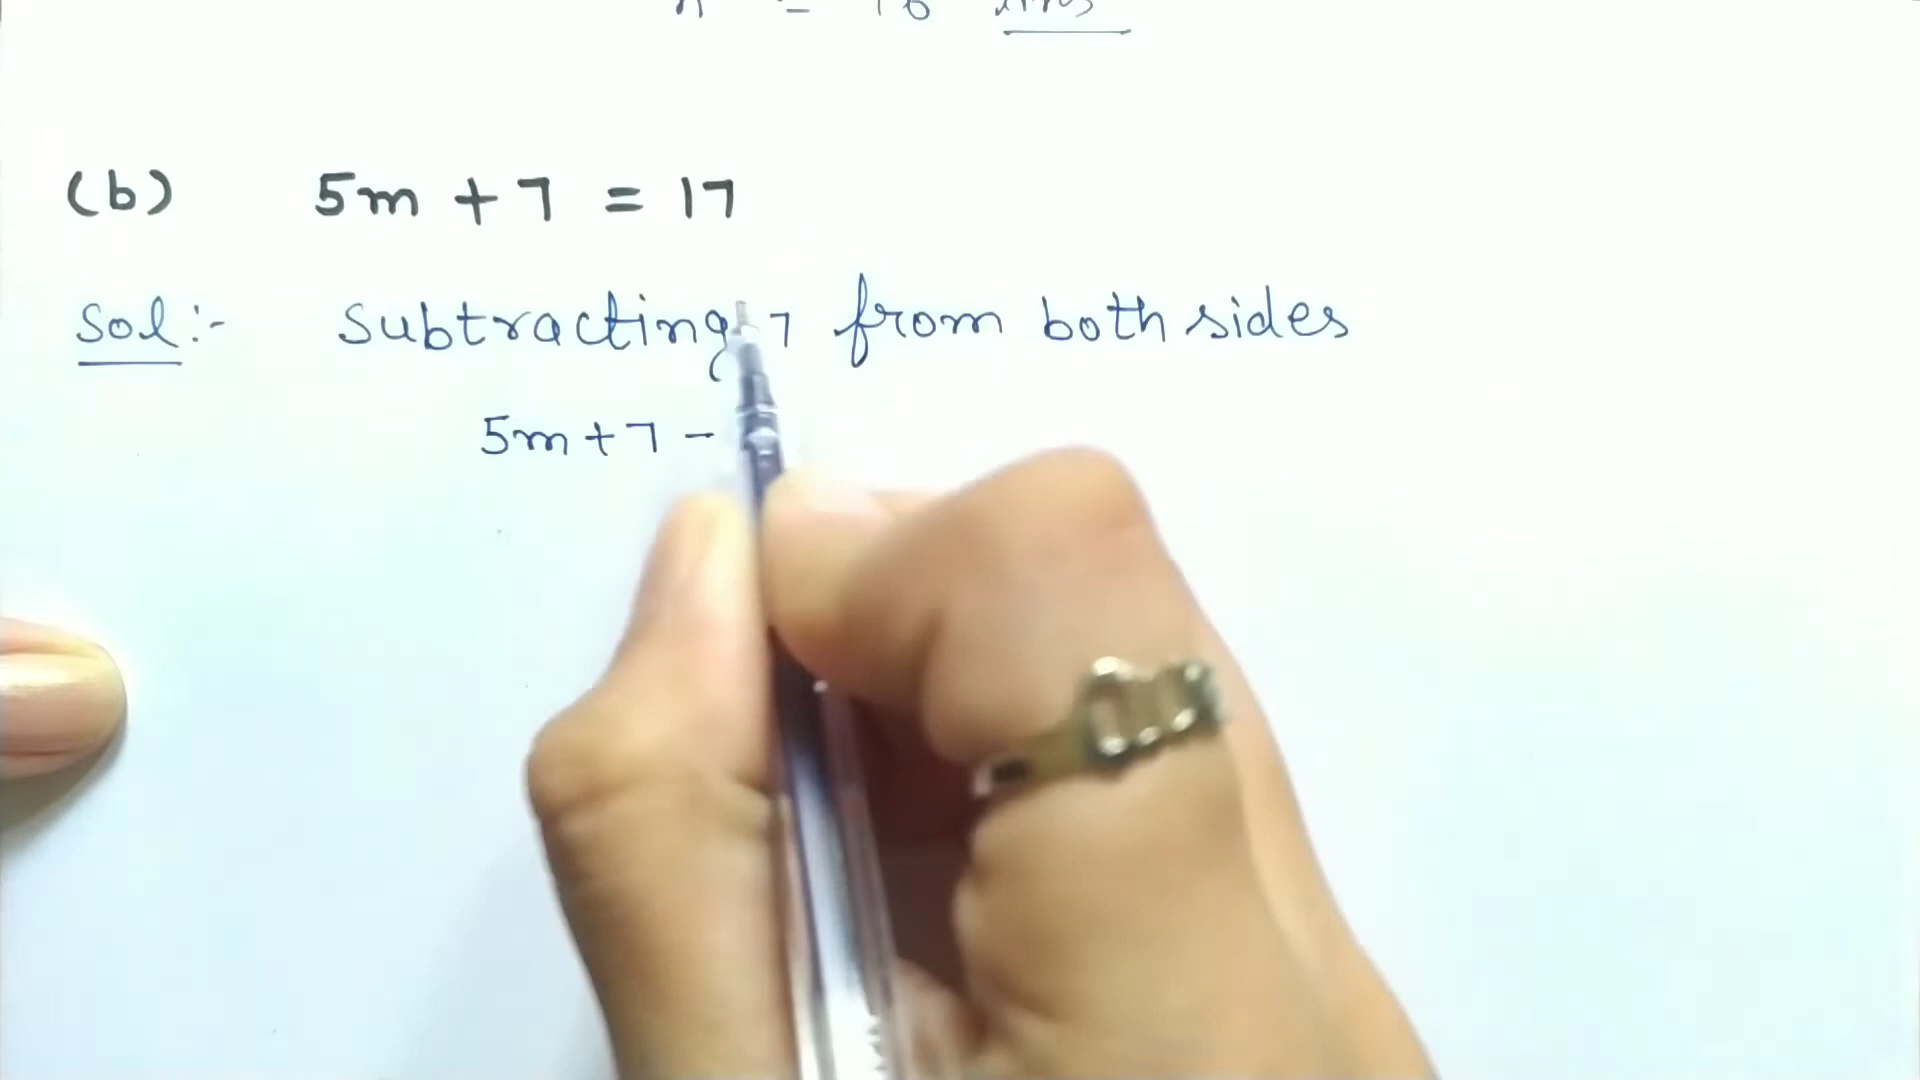 (b) 5m + 7 = 17
Sol:- Subtracting 7 from both sides
5m + 7 -